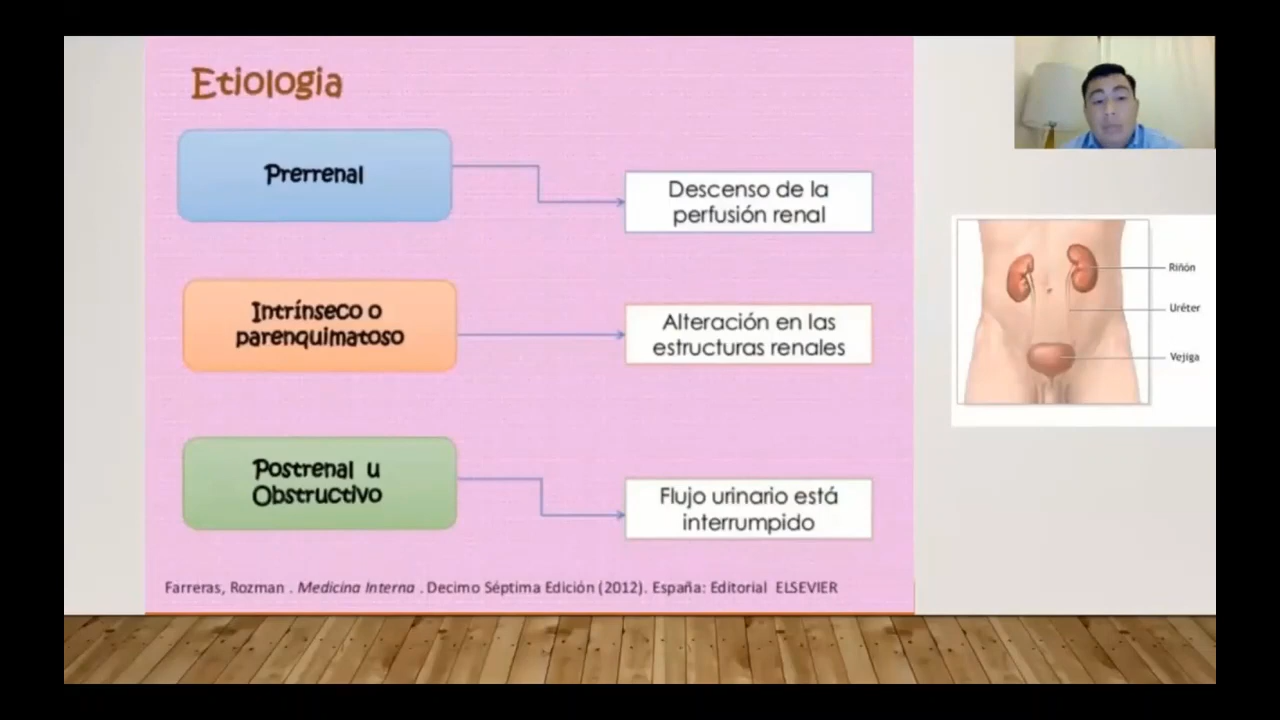 Etiologia
Prerrenal
Descenso de la
perfusión renal
Intrínseco o
parenquimatoso
Alteración en las
estructuras renales
Postrenal u
Obstructivo
Flujo urinario está
interrumpido
Farreras, Rozman . Medicina Interna . Decimo Séptima Edición (2012). España: Editorial ELSEVIER
Riñón
Uréter
Vejiga